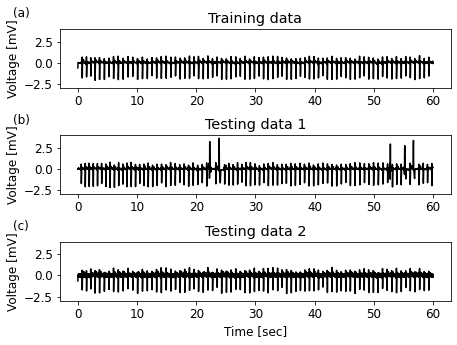 (a)
Training data
Voltage [mV]
2.5
0.0
−2.5
0 10 20 30 40 50 60
(b)
Testing data 1
Voltage [mV]
2.5
0.0
−2.5
0 10 20 30 40 50 60
(c)
Testing data 2
Voltage [mV]
2.5
0.0
−2.5
0 10 20 30 40 50 60
Time [sec]